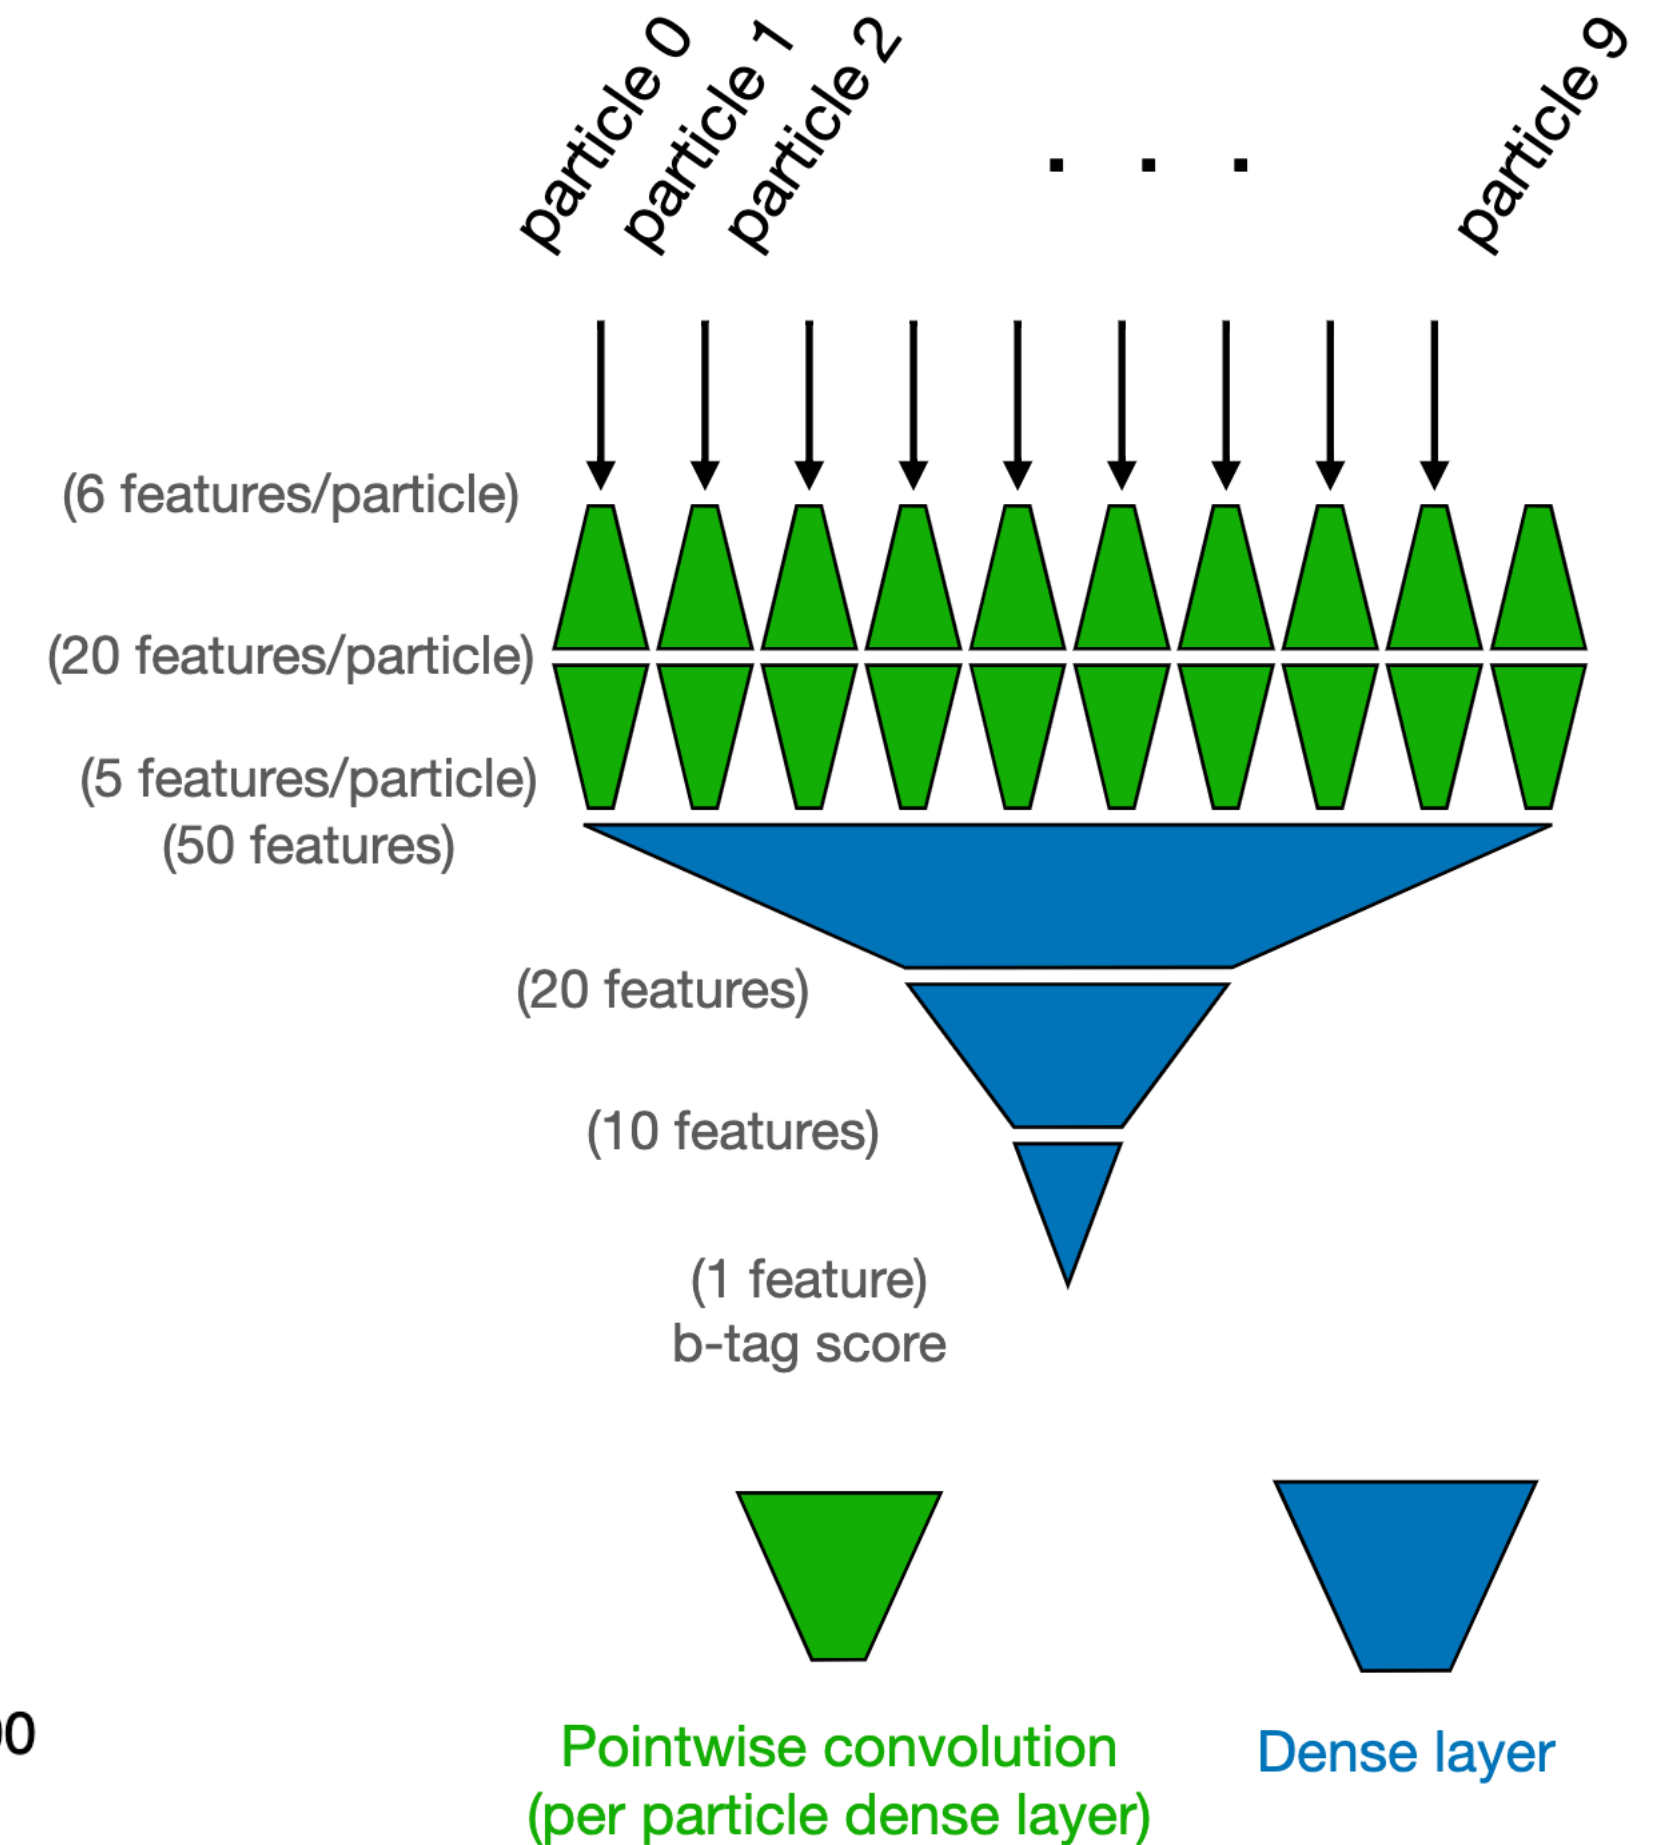 particle 0
particle 1
particle 2
. . .
particle 9
(6 features/particle)
(20 features/particle)
(5 features/particle)
(50 features)
(20 features)
(10 features)
(1 feature)
b-tag score
00
Pointwise convolution
(per particle dense layer)
Dense layer